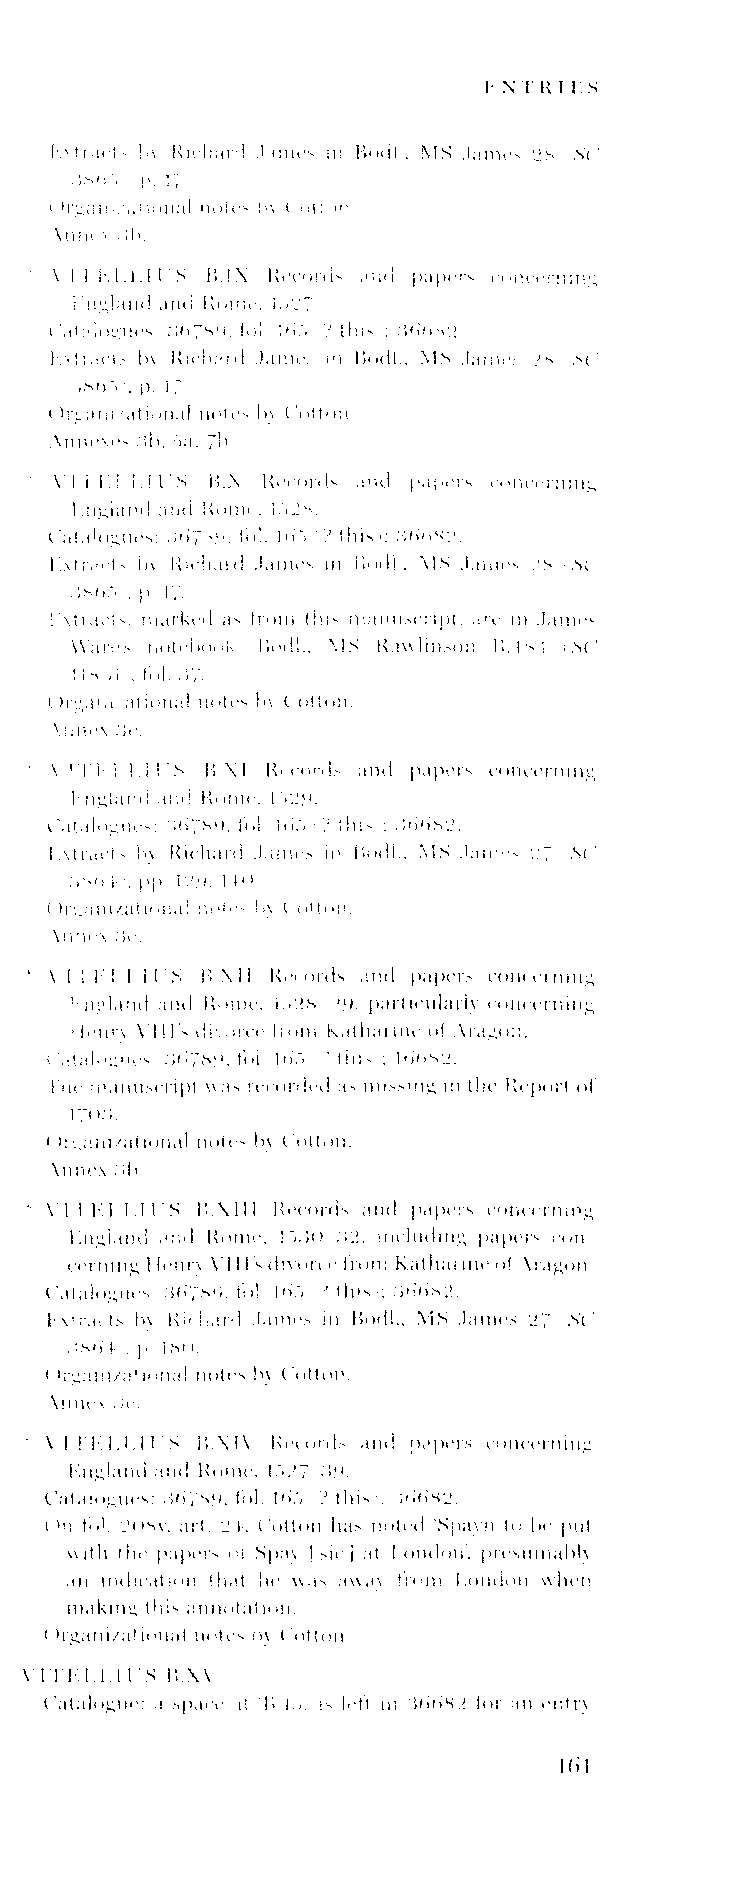 ENTRIES
Extracts by Richard James in Bodl., MS James 28 (SC
3865), p. 17.
Organizational notes by Cotton.
Annex 3b.
* VITELLIUS B.IX Records and papers concerning
England and Rome, 1527.
Catalogues: 36789, fol. 165 (? this); 36682.
Extracts by Richard James in Bodl., MS James 28 (SC
3865), p. 17.
Organizational notes by Cotton.
Annexes 3b, 5a, 7b.
* VITELLIUS B.X Records and papers concerning
England and Rome, 1528.
Catalogues: 36789, fol. 165 (? this); 36682.
Extracts by Richard James in Bodl., MS James 28 (SC
3865), p. 17.
Extracts, marked as from this manuscript, are in James
Ware's notebook, Bodl., MS Rawlinson B.484 (SC
fol. 37.
Organizational notes by Cotton.
Annex 3e.
* VITELLIUS B.XI Records and papers concerning
England and Rome, 1529.
Catalogues: 36789, fol. 165 (? this); 36682.
Extracts by Richard James in Bodl., MS James 27 (SC
3864), pp. 139, 140.
Organizational notes by Cotton.
Annex 3e.
* VITELLIUS B.XII Records and papers concerning
England and Rome, 1528–29, particularly concerning
Henry VIII's divorce from Katharine of Aragon.
Catalogues: 36789, fol. 165 (? this); 36682.
The manuscript was recorded as missing in the Report of
1703.
Organizational notes by Cotton.
Annex 3b.
* VITELLIUS B.XIII Records and papers concerning
England and Rome, 1530–32, including papers con-
cerning Henry VIII's divorce from Katharine of Aragon.
Catalogues: 36789, fol. 165 (? this); 36682.
Extracts by Richard James in Bodl., MS James 27 (SC
3864), p. 180.
Organizational notes by Cotton.
Annex 3e.
* VITELLIUS B.XIV Records and papers concerning
England and Rome, 1527–39.
Catalogues: 36789, fol. 165 (? this); 36682.
On fol. 208v, art. 24, Cotton has noted 'Spayn to be put
with the papers of Spay [sic] at London', presumably
an indication that he was away from London when
making this annotation.
Organizational notes by Cotton.
VITELLIUS B.XV
Catalogue: a space, at 'B 15', is left in 36682 for an entry
161